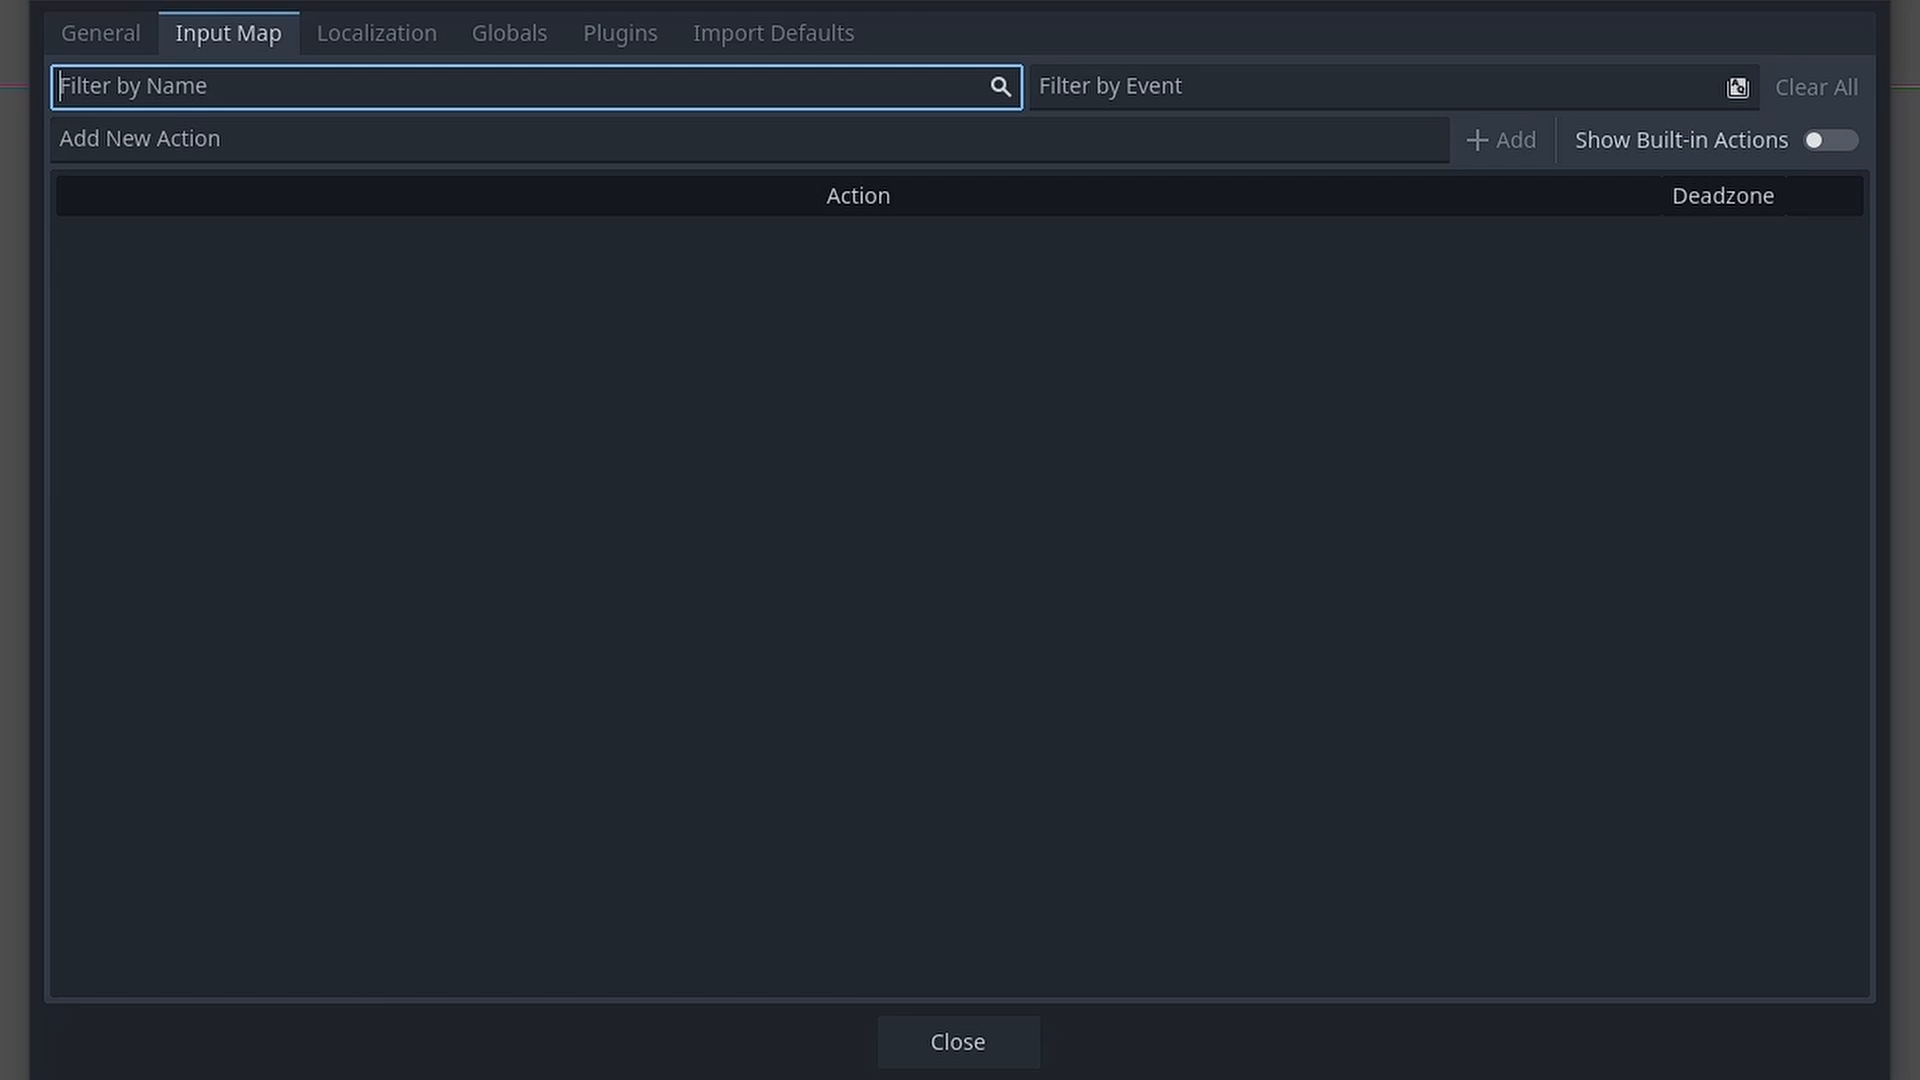 General Input Map Localization Globals Plugins Import Defaults
Filter by Name Filter by Event Clear All
Add New Action + Add Show Built-in Actions
Action Deadzone
Close